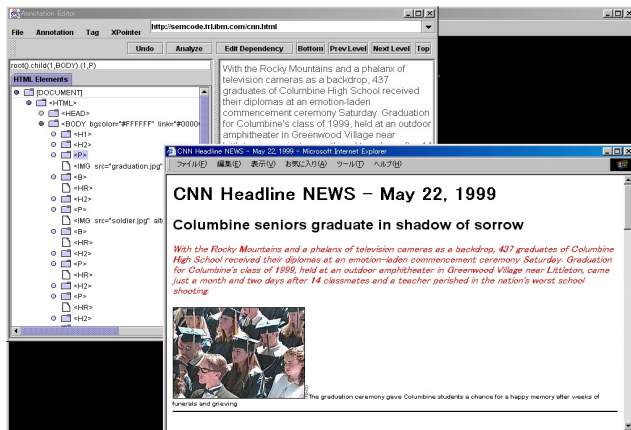 Annotation Editor
File Annotation Tag XPointer
http://semcode.trl.ibm.com/cnn.html
Undo Analyze Edit Dependency Bottom Prev Level Next Level Top
root().child(1,BODY).(1,P)
HTML Elements
[DOCUMENT]
<HTML>
<HEAD>
<BODY bgcolor="#FFFFFF" link="#0000
<H1>
<H2>
<P>
<IMG src="graduation.jpg"
<B>
<HR>
<H2>
<P>
<IMG src="soldier.jpg" alt
<B>
<HR>
<H2>
<P>
<HR>
<H2>
<P>
<HR>
<H2>
With the Rocky Mountains and a phalanx of
television cameras as a backdrop, 437
graduates of Columbine High School received
their diplomas at an emotion-laden
commencement ceremony Saturday. Graduation
for Columbine's class of 1999, held at an outdoor
amphitheater in Greenwood Village near
CNN Headline NEWS - May 22, 1999 - Microsoft Internet Explorer
ファイル(F) 編集(E) 表示(V) お気に入り(A) ツール(T) ヘルプ(H)
CNN Headline NEWS - May 22, 1999
Columbine seniors graduate in shadow of sorrow
With the Rocky Mountains and a phalanx of television cameras as a backdrop, 437 graduates of Columbine
High School received their diplomas at an emotion-laden commencement ceremony Saturday. Graduation
for Columbine's class of 1999, held at an outdoor amphitheater in Greenwood Village near Littleton, came
just a month and two days after 14 classmates and a teacher perished in the nation's worst school
shooting.
The graduation ceremony gave Columbine students a chance for a happy memory after weeks of
funerals and grieving